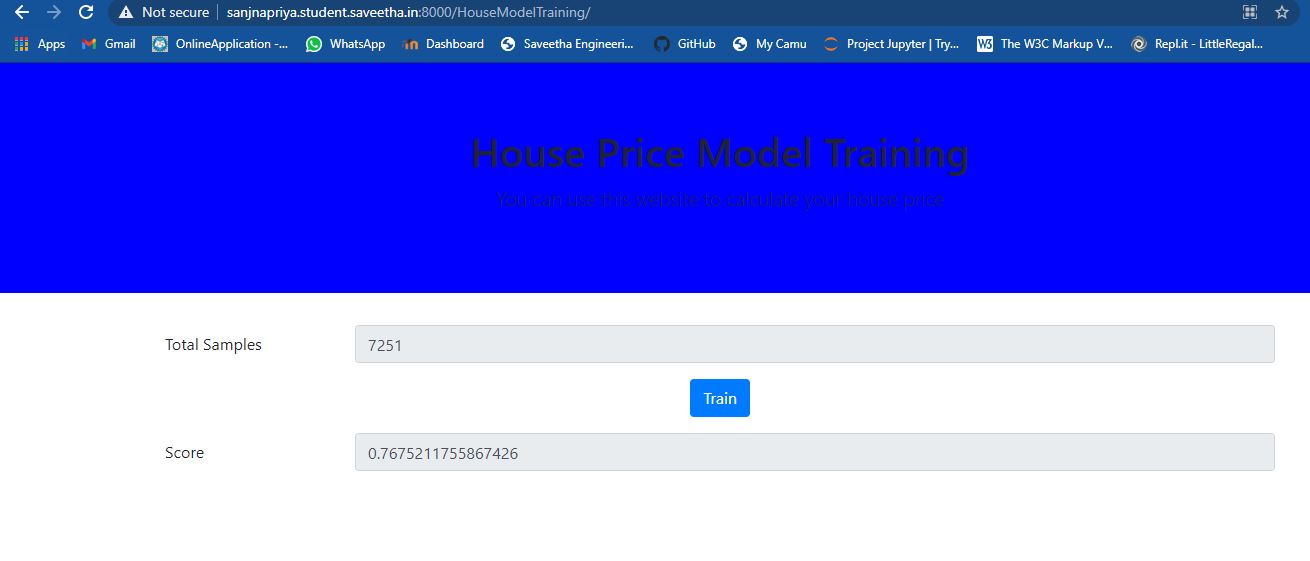 Not secure sanjnapriya.student.saveetha.in:8000/HouseModelTraining/
Apps Gmail OnlineApplication -... WhatsApp Dashboard Saveetha Engineeri... GitHub My Camu Project Jupyter | Try... The W3C Markup V... Repl.it - LittleRegal...
House Price Model Training
You can use this website to calculate your house price
Total Samples 7251
Train
Score 0.7675211755867426